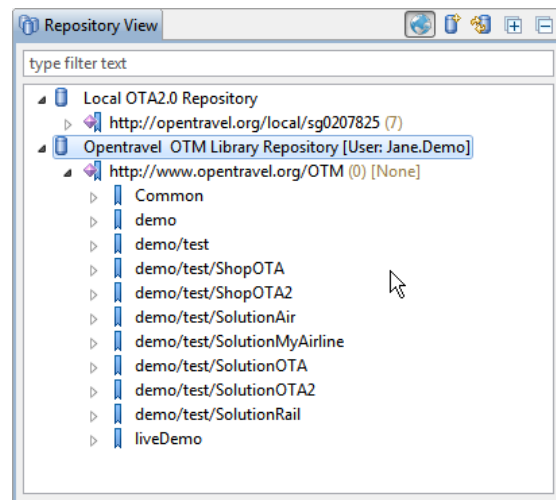 Repository View
type filter text
Local OTA2.0 Repository
http://opentravel.org/local/sg0207825 (7)
Opentravel OTM Library Repository [User: Jane.Demo]
http://www.opentravel.org/OTM (0) [None]
Common
demo
demo/test
demo/test/ShopOTA
demo/test/ShopOTA2
demo/test/SolutionAir
demo/test/SolutionMyAirline
demo/test/SolutionOTA
demo/test/SolutionOTA2
demo/test/SolutionRail
liveDemo